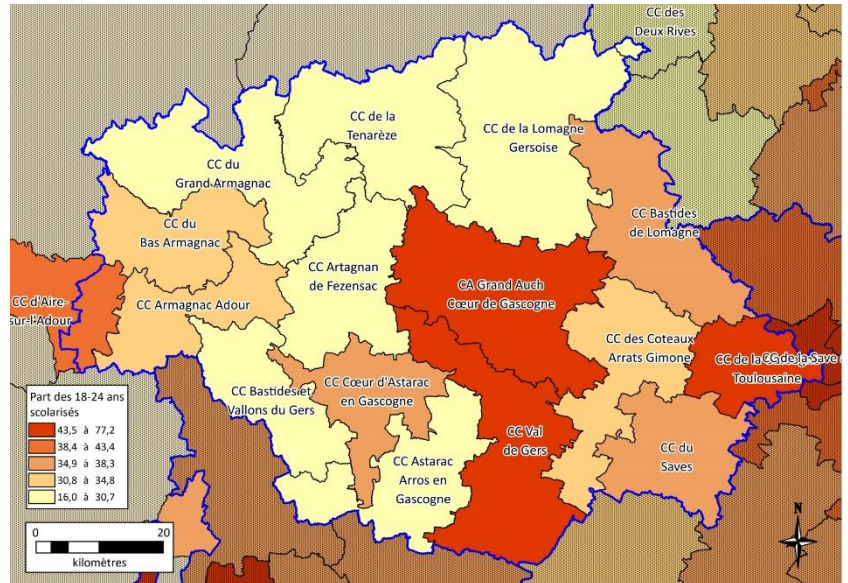 CC des
Deux Rives
CC de la
Tenarèze
CC de la Lomagne
Gersoise
CC du
Grand Armagnac
CC du
Bas Armagnac
CC Bastides
de Lomagne
CC Artagnan
de Fezensac
CA Grand Auch
Cœur de Gascogne
CC d'Aire-
sur-l'Adour
CC Armagnac Adour
CC des Coteaux
Arrats Gimone
CC de la
CC de la Save
Toulousaine
CC Bastides et
Vallons du Gers
CC Cœur d'Astarac
en Gascogne
CC Val
de Gers
CC du
Saves
CC Astarac
Arros en
Gascogne
Part des 18-24 ans
scolarisés
43,5 à 77,2
38,4 à 43,4
34,9 à 38,3
30,8 à 34,8
16,0 à 30,7
0 20
kilomètres
N